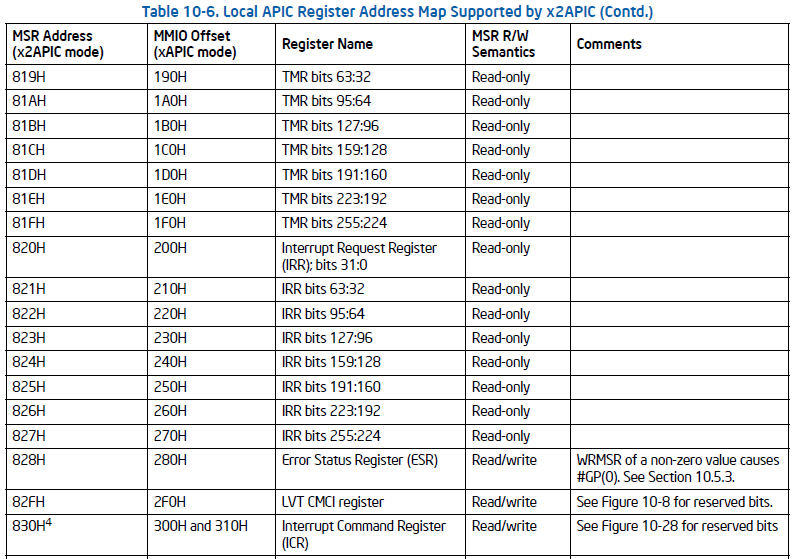 Table 10-6. Local APIC Register Address Map Supported by x2APIC (Contd.)
MSR Address (x2APIC mode) MMIO Offset (xAPIC mode) Register Name MSR R/W Semantics Comments
819H 190H TMR bits 63:32 Read-only
81AH 1A0H TMR bits 95:64 Read-only
81BH 1B0H TMR bits 127:96 Read-only
81CH 1C0H TMR bits 159:128 Read-only
81DH 1D0H TMR bits 191:160 Read-only
81EH 1E0H TMR bits 223:192 Read-only
81FH 1F0H TMR bits 255:224 Read-only
820H 200H Interrupt Request Register (IRR); bits 31:0 Read-only
821H 210H IRR bits 63:32 Read-only
822H 220H IRR bits 95:64 Read-only
823H 230H IRR bits 127:96 Read-only
824H 240H IRR bits 159:128 Read-only
825H 250H IRR bits 191:160 Read-only
826H 260H IRR bits 223:192 Read-only
827H 270H IRR bits 255:224 Read-only
828H 280H Error Status Register (ESR) Read/write WRMSR of a non-zero value causes #GP(0). See Section 10.5.3.
82FH 2F0H LVT CMCI register Read/write See Figure 10-8 for reserved bits.
830H4 300H and 310H Interrupt Command Register (ICR) Read/write See Figure 10-28 for reserved bits